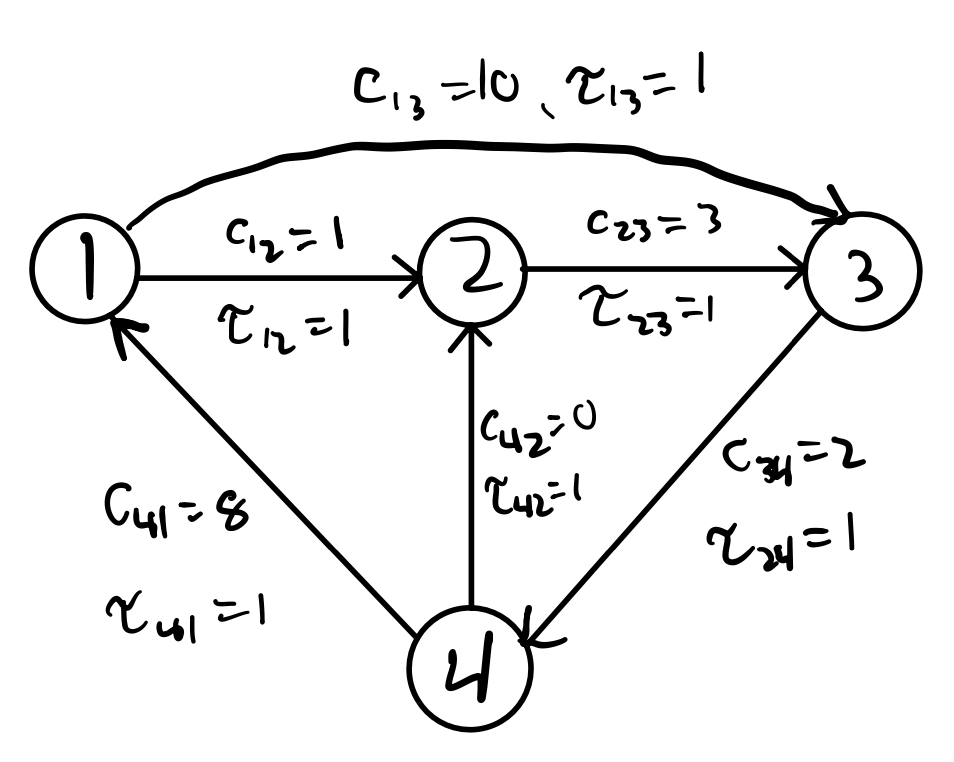 C₁₃=10、τ₁₃=1
C₁₂=1
C₂₃=3
1
2
3
τ₁₂=1
τ₂₃=1
C₄₂=0
C₃₄=2
τ₄₂=1
C₄₁=8
τ₂₄=1
τ₄₁=1
4